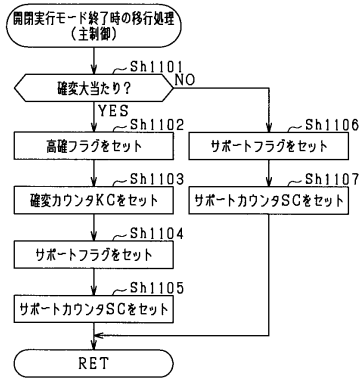 開閉実行モード終了時の移行処理
(主制御)
Sh1101
確変大当たり?
NO
YES
Sh1102
高確フラグをセット
Sh1106
サポートフラグをセット
Sh1103
確変カウンタKCをセット
Sh1107
サポートカウンタSCをセット
Sh1104
サポートフラグをセット
Sh1105
サポートカウンタSCをセット
RET